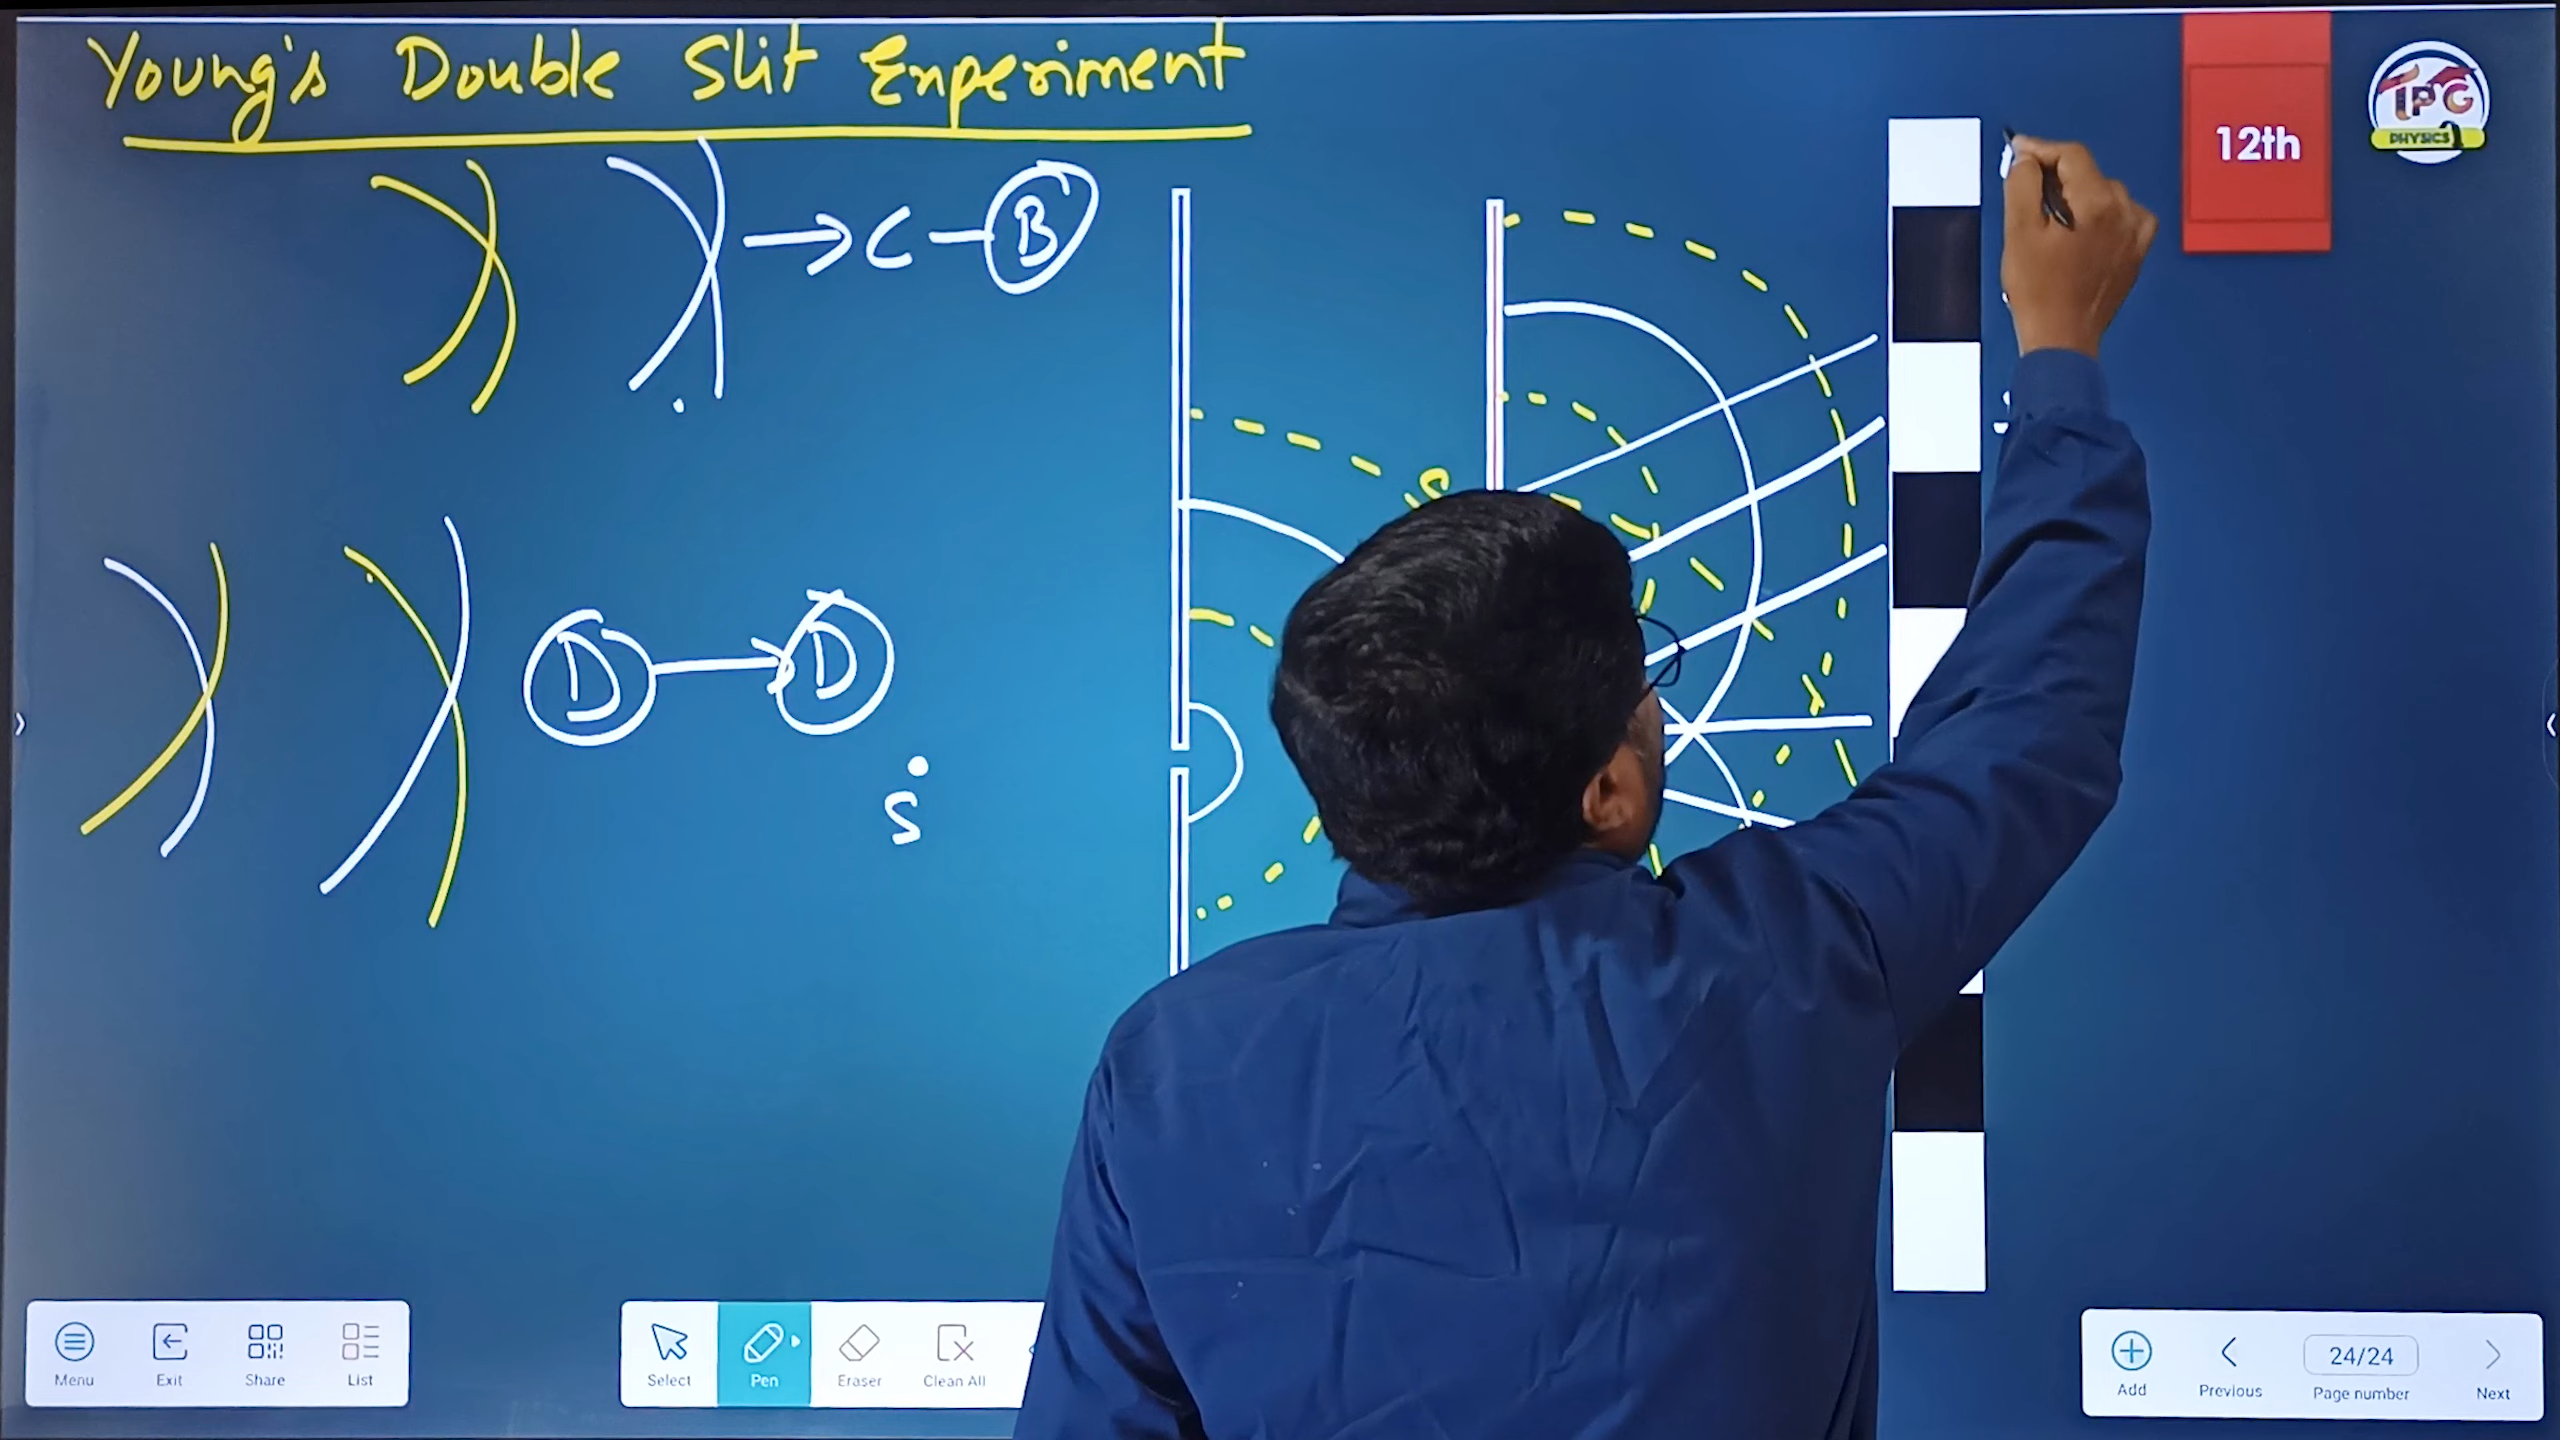 Young's Double Slit Experiment
12th
TPG
PHYSICS
→ C – B
D → D
S
S
Menu
Exit
Share
List
Select
Pen
Eraser
Clean All
Add
Previous
24/24
Page number
Next